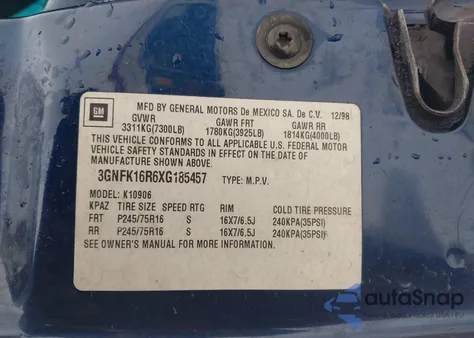 GM
MFD BY GENERAL MOTORS De MEXICO SA. De C.V. 12/98
GVWR GAWR FRT GAWR RR
3311KG(7300LB) 1780KG(3925LB) 1814KG(4000LB)
THIS VEHICLE CONFORMS TO ALL APPLICABLE U.S. FEDERAL MOTOR
VEHICLE SAFETY STANDARDS IN EFFECT ON THE DATE OF
MANUFACTURE SHOWN ABOVE.
3GNFK16R6XG185457 TYPE: M.P.V.
MODEL: K10906
KPAZ TIRE SIZE SPEED RTG RIM COLD TIRE PRESSURE
FRT P245/75R16 S 16X7/6.5J 240KPA(35PSI)
RR P245/75R16 S 16X7/6.5J 240KPA(35PSI)
SEE OWNER'S MANUAL FOR MORE INFORMATION.
autoSnap